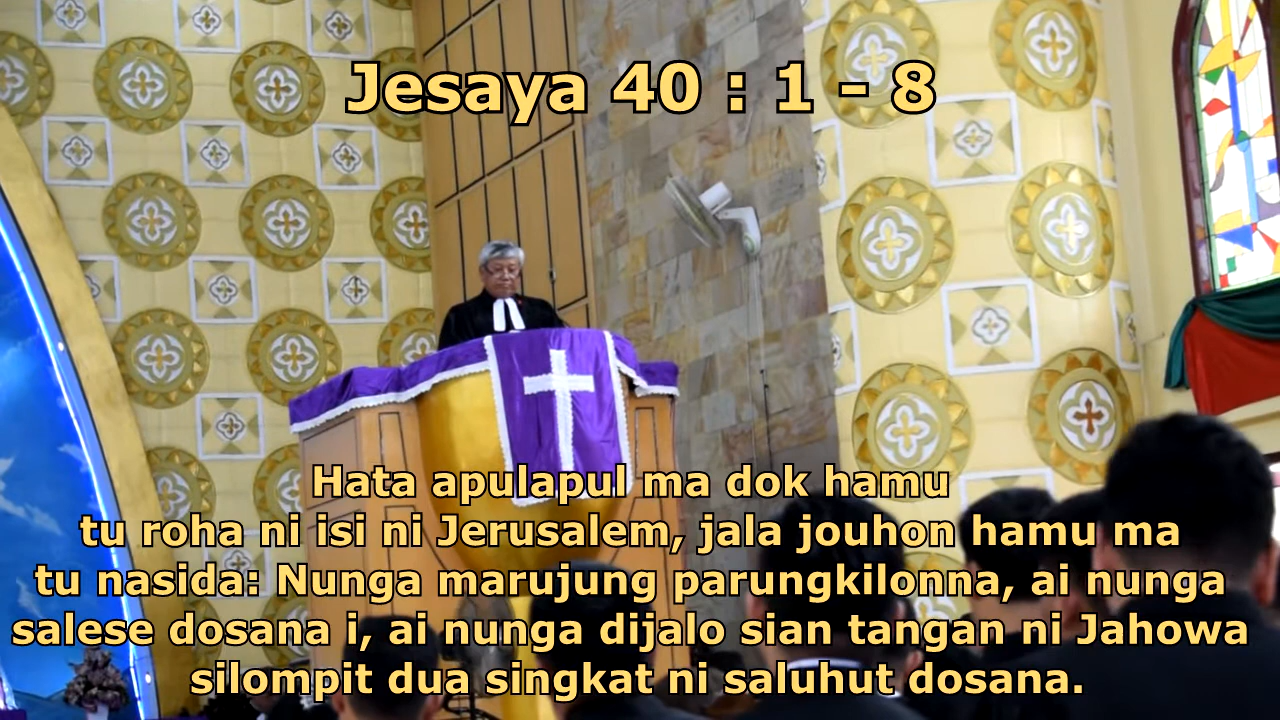 Jesaya 40 : 1 - 8
Hata apulapul ma dok hamu
tu roha ni isi ni Jerusalem, jala jouhon hamu ma
tu nasida: Nunga marujung parungkilonna, ai nunga
salese dosana i, ai nunga dijalo sian tangan ni Jahowa
silompit dua singkat ni saluhut dosana.